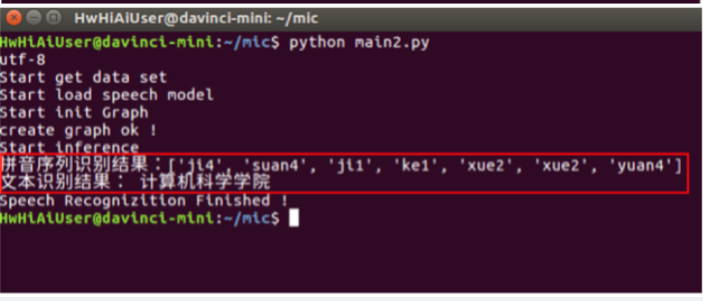 HwHiAiUser@davinci-mini: ~/mic
HwHiAiUser@davinci-mini:~/mic$ python main2.py
utf-8
Start get data set
Start load speech model
Start init Graph
create graph ok !
Start inference
拼音序列识别结果：['ji4', 'suan4', 'ji1', 'ke1', 'xue2', 'xue2', 'yuan4']
文本识别结果： 计算机科学学院
Speech Recognizition Finished !
HwHiAiUser@davinci-mini:~/mic$